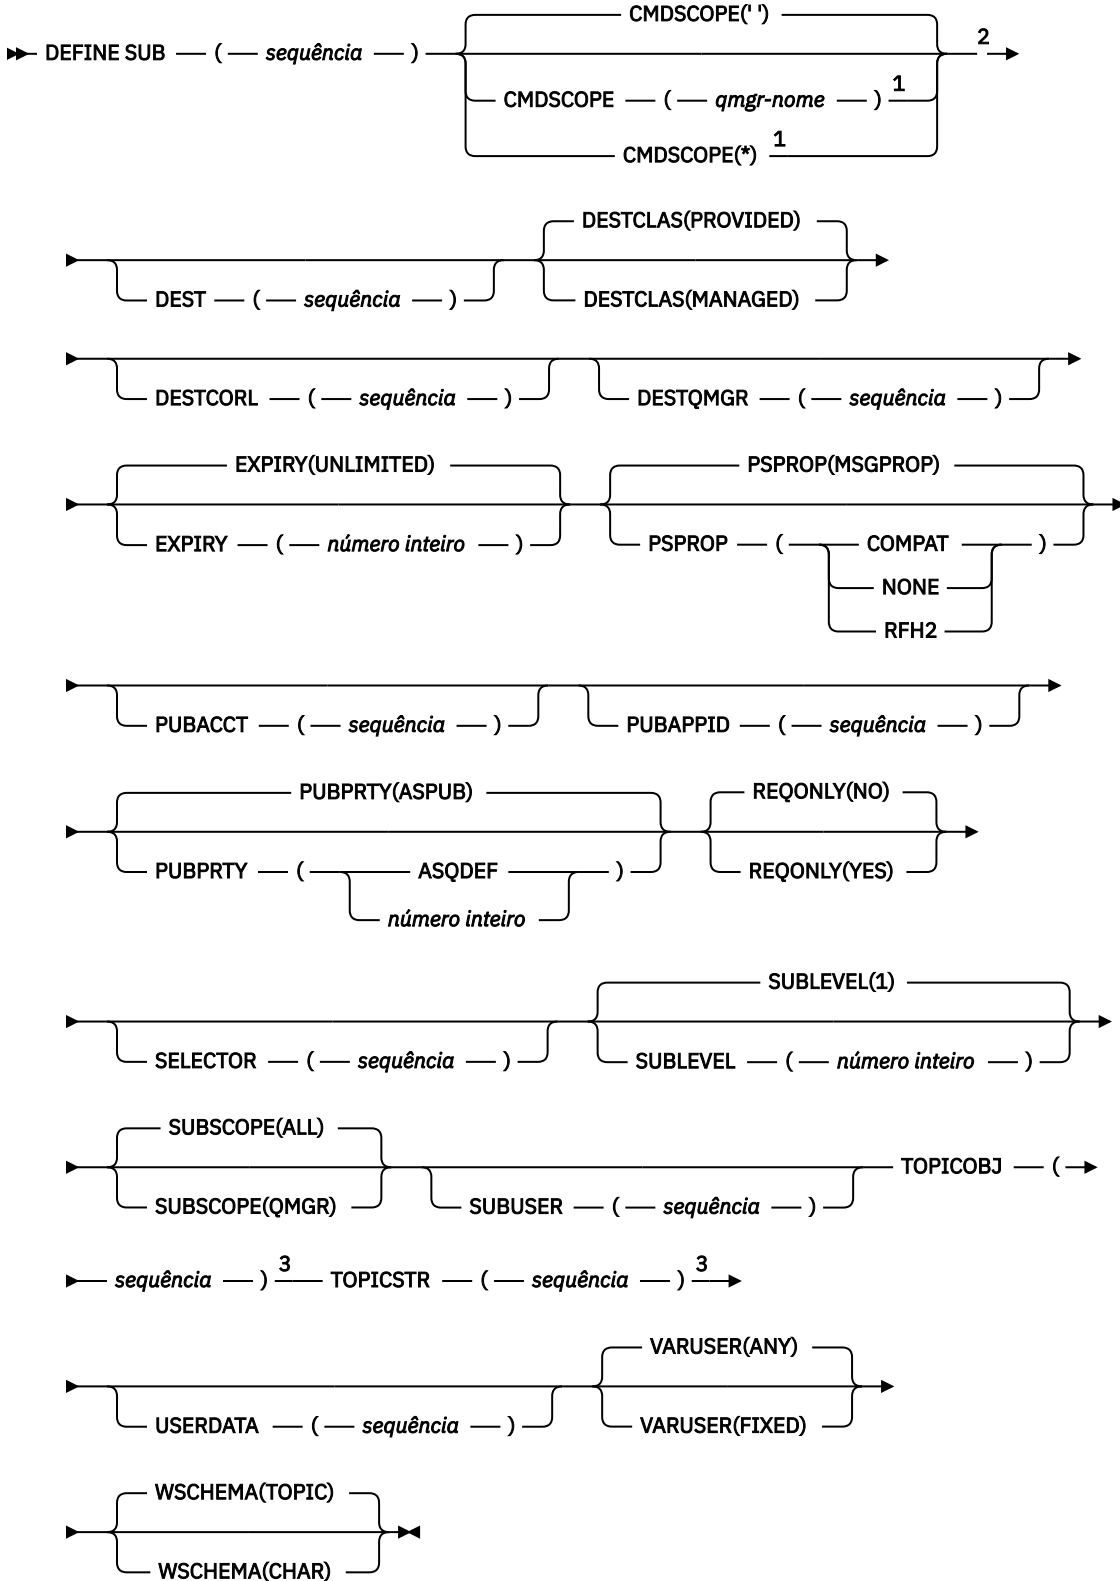 CMDSCOPE(' ')
DEFINE SUB ( sequência ) 2
CMDSCOPE ( qmgr-nome ) 1
CMDSCOPE(*) 1
DESTCLAS(PROVIDED)
DEST ( sequência ) DESTCLAS(MANAGED)
DESTCORL ( sequência ) DESTQMGR ( sequência )
EXPIRY(UNLIMITED) PSPROP(MSGPROP)
EXPIRY ( número inteiro ) PSPROP ( COMPAT )
NONE
RFH2
PUBACCT ( sequência ) PUBAPPID ( sequência )
PUBPRTY(ASPUB) REQONLY(NO)
PUBPRTY ( ASQDEF ) REQONLY(YES)
número inteiro
SUBLEVEL(1)
SELECTOR ( sequência ) SUBLEVEL ( número inteiro )
SUBSCOPE(ALL)
TOPICOBJ (
SUBSCOPE(QMGR) SUBUSER ( sequência )
sequência ) 3 TOPICSTR ( sequência ) 3
VARUSER(ANY)
USERDATA ( sequência ) VARUSER(FIXED)
WSCHEMA(TOPIC)
WSCHEMA(CHAR)